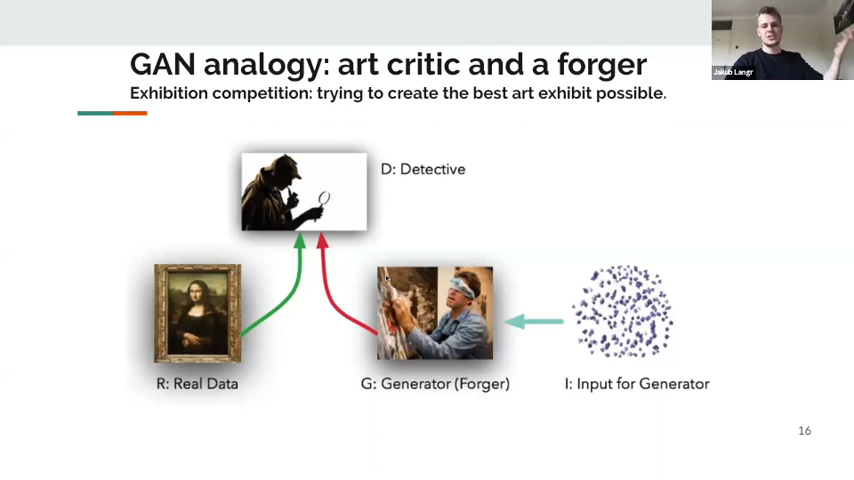 GAN analogy: art critic and a forger
Exhibition competition: trying to create the best art exhibit possible.
Jakub Langr
D: Detective
R: Real Data
G: Generator (Forger)
I: Input for Generator
16